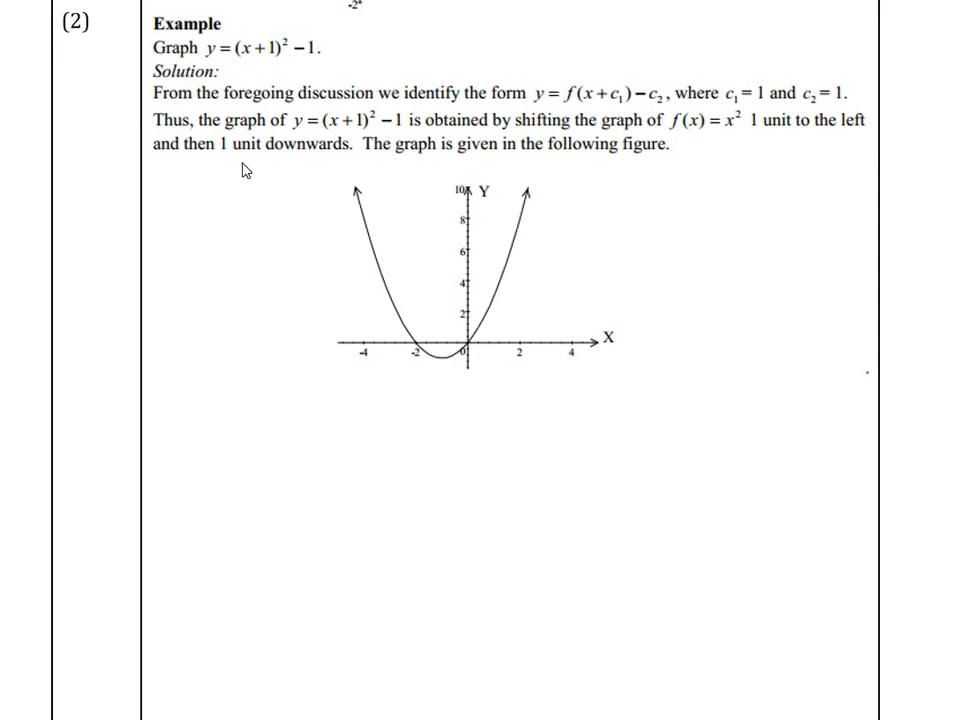 -2
(2)
Example
Graph y = (x + 1)² − 1.
Solution:
From the foregoing discussion we identify the form y = f(x + c₁) − c₂, where c₁ = 1 and c₂ = 1.
Thus, the graph of y = (x + 1)² − 1 is obtained by shifting the graph of f(x) = x² 1 unit to the left
and then 1 unit downwards. The graph is given in the following figure.
10 Y
8
6
4
2
X
-4 -2 0 2 4